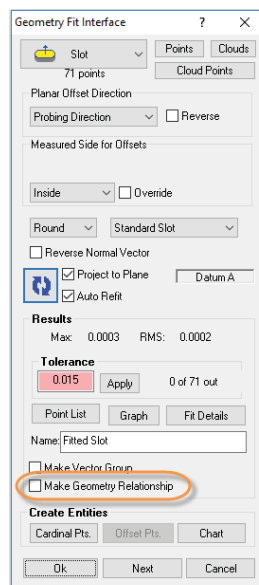 Geometry Fit Interface ? X
Slot Points Clouds
71 points Cloud Points
Planar Offset Direction
Probing Direction Reverse
Measured Side for Offsets
Inside Override
Round Standard Slot
Reverse Normal Vector
Project to Plane Datum A
Auto Refit
Results
Max: 0.0003 RMS: 0.0002
Tolerance
0.015 Apply 0 of 71 out
Point List Graph Fit Details
Name: Fitted Slot
Make Vector Group
Make Geometry Relationship
Create Entities
Cardinal Pts. Offset Pts. Chart
Ok Next Cancel